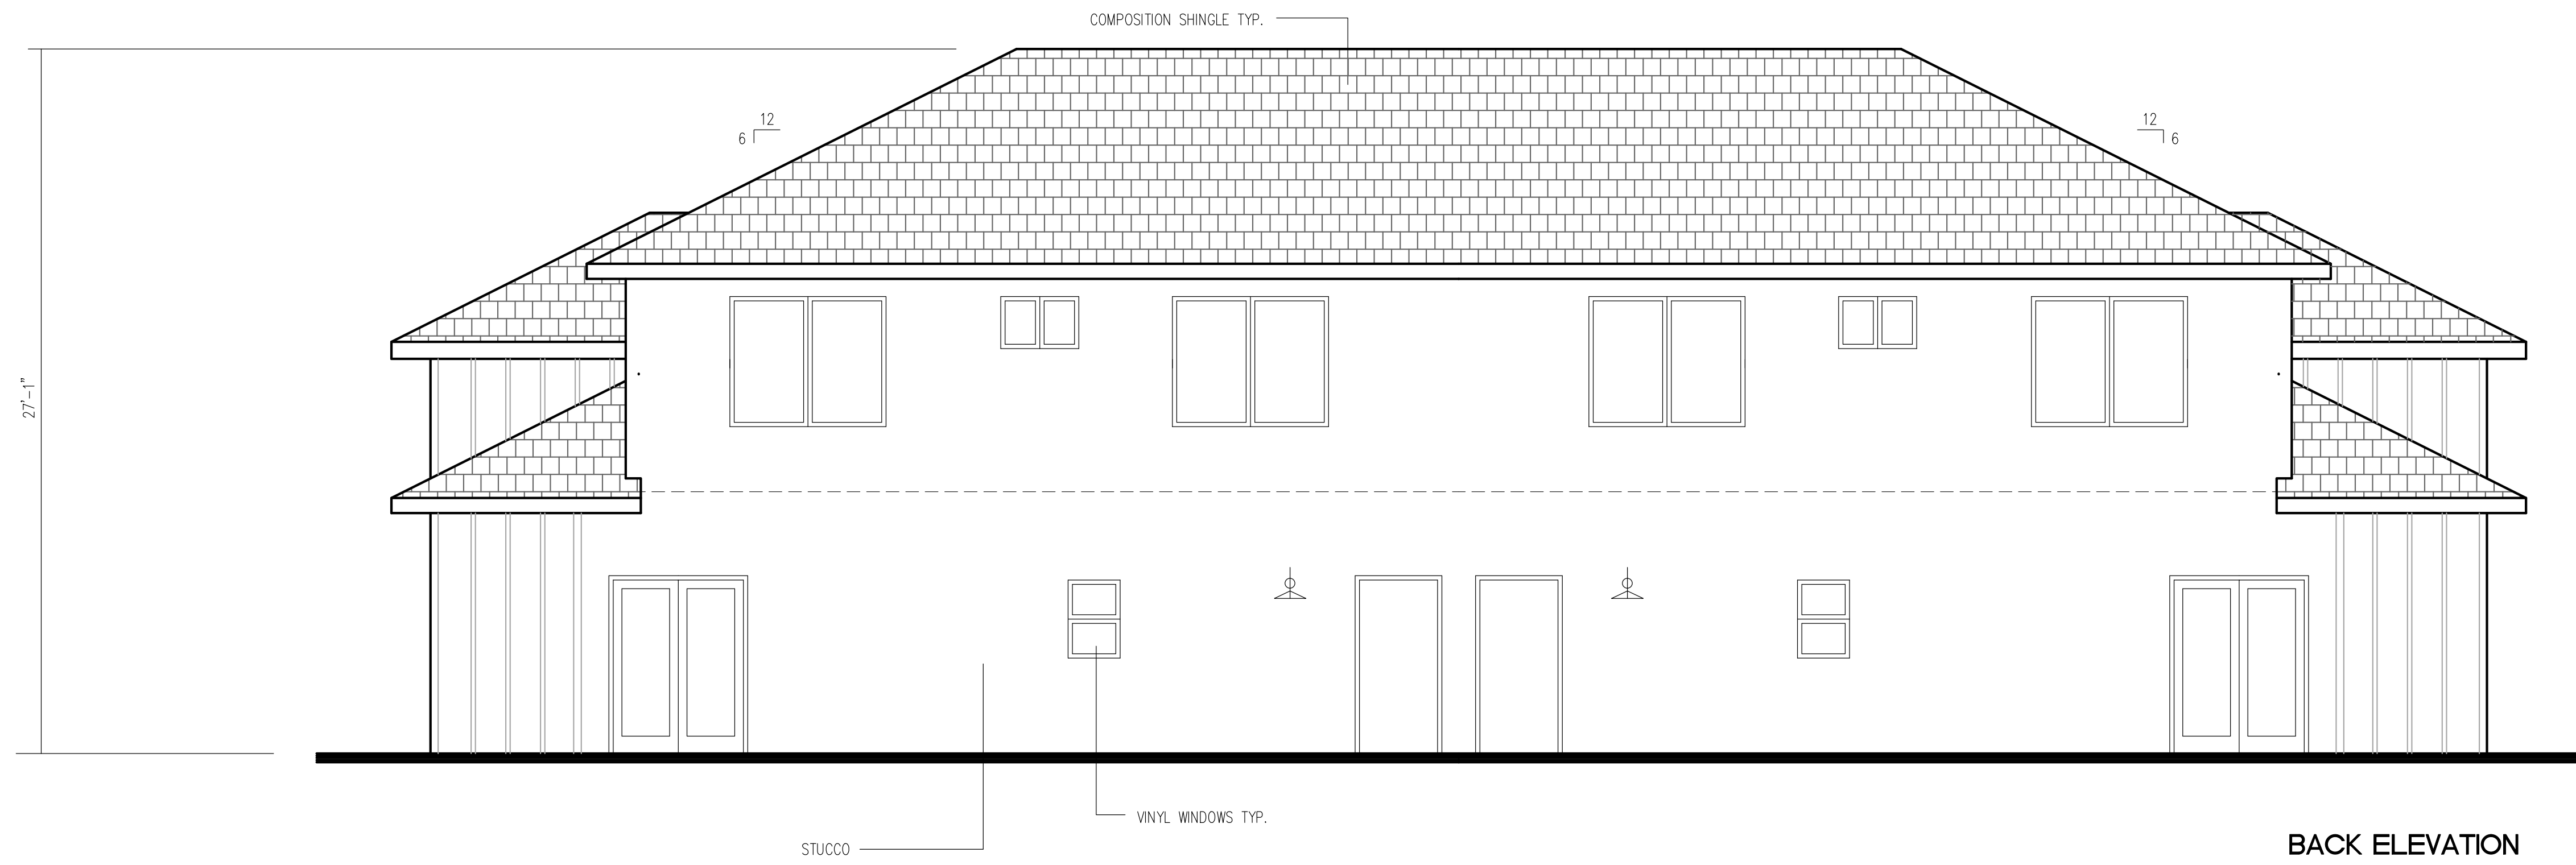 COMPOSITION SHINGLE TYP.
12
6
12
6
27'-1"
VINYL WINDOWS TYP.
STUCCO
BACK ELEVATION